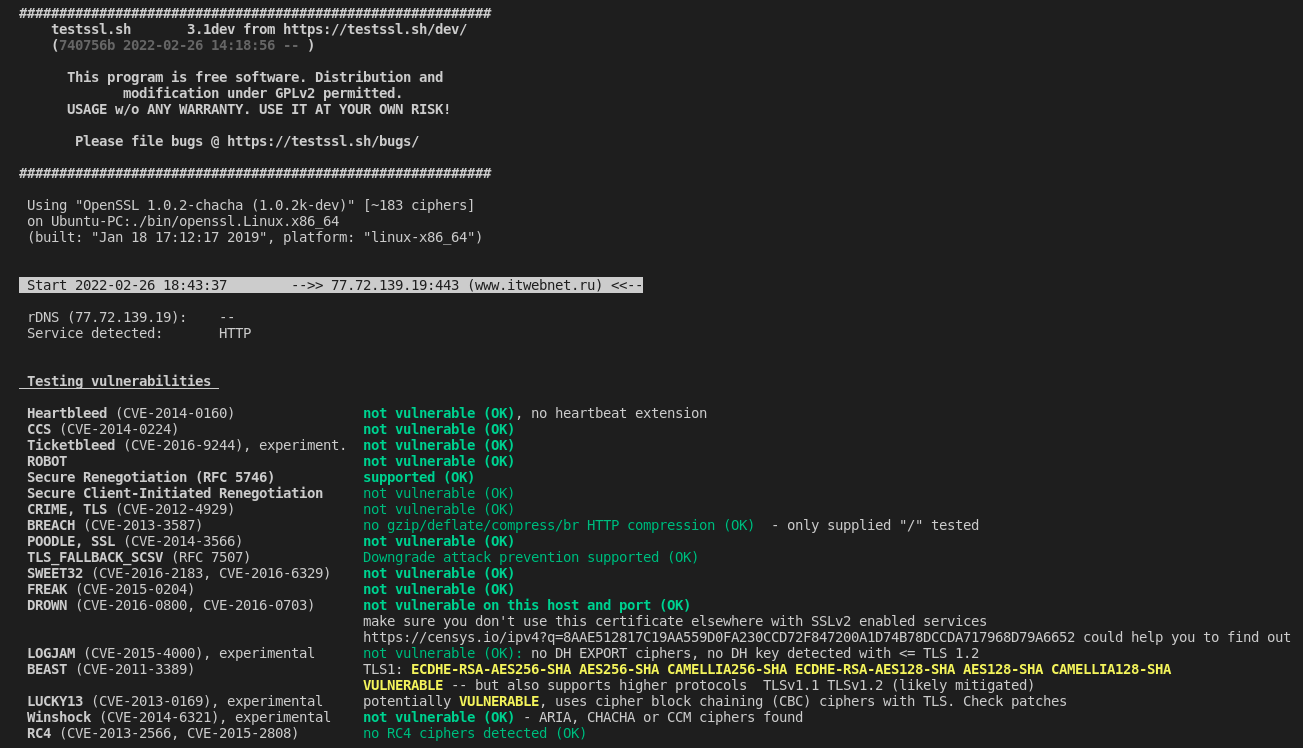 ###########################################################
testssl.sh 3.1dev from https://testssl.sh/dev/
(740756b 2022-02-26 14:18:56 -- )
This program is free software. Distribution and
modification under GPLv2 permitted.
USAGE w/o ANY WARRANTY. USE IT AT YOUR OWN RISK!
Please file bugs @ https://testssl.sh/bugs/
###########################################################
Using "OpenSSL 1.0.2-chacha (1.0.2k-dev)" [~183 ciphers]
on Ubuntu-PC:./bin/openssl.Linux.x86_64
(built: "Jan 18 17:12:17 2019", platform: "linux-x86_64")
Start 2022-02-26 18:43:37 -->> 77.72.139.19:443 (www.itwebnet.ru) <<--
rDNS (77.72.139.19): --
Service detected: HTTP
Testing vulnerabilities
Heartbleed (CVE-2014-0160) not vulnerable (OK), no heartbeat extension
CCS (CVE-2014-0224) not vulnerable (OK)
Ticketbleed (CVE-2016-9244), experiment. not vulnerable (OK)
ROBOT not vulnerable (OK)
Secure Renegotiation (RFC 5746) supported (OK)
Secure Client-Initiated Renegotiation not vulnerable (OK)
CRIME, TLS (CVE-2012-4929) not vulnerable (OK)
BREACH (CVE-2013-3587) no gzip/deflate/compress/br HTTP compression (OK) - only supplied "/" tested
POODLE, SSL (CVE-2014-3566) not vulnerable (OK)
TLS_FALLBACK_SCSV (RFC 7507) Downgrade attack prevention supported (OK)
SWEET32 (CVE-2016-2183, CVE-2016-6329) not vulnerable (OK)
FREAK (CVE-2015-0204) not vulnerable (OK)
DROWN (CVE-2016-0800, CVE-2016-0703) not vulnerable on this host and port (OK)
make sure you don't use this certificate elsewhere with SSLv2 enabled services
https://censys.io/ipv4?q=8AAE512817C19AA559D0FA230CCD72F847200A1D74B78DCCDA717968D79A6652 could help you to find out
LOGJAM (CVE-2015-4000), experimental not vulnerable (OK): no DH EXPORT ciphers, no DH key detected with <= TLS 1.2
BEAST (CVE-2011-3389) TLS1: ECDHE-RSA-AES256-SHA AES256-SHA CAMELLIA256-SHA ECDHE-RSA-AES128-SHA AES128-SHA CAMELLIA128-SHA
VULNERABLE -- but also supports higher protocols TLSv1.1 TLSv1.2 (likely mitigated)
LUCKY13 (CVE-2013-0169), experimental potentially VULNERABLE, uses cipher block chaining (CBC) ciphers with TLS. Check patches
Winshock (CVE-2014-6321), experimental not vulnerable (OK) - ARIA, CHACHA or CCM ciphers found
RC4 (CVE-2013-2566, CVE-2015-2808) no RC4 ciphers detected (OK)